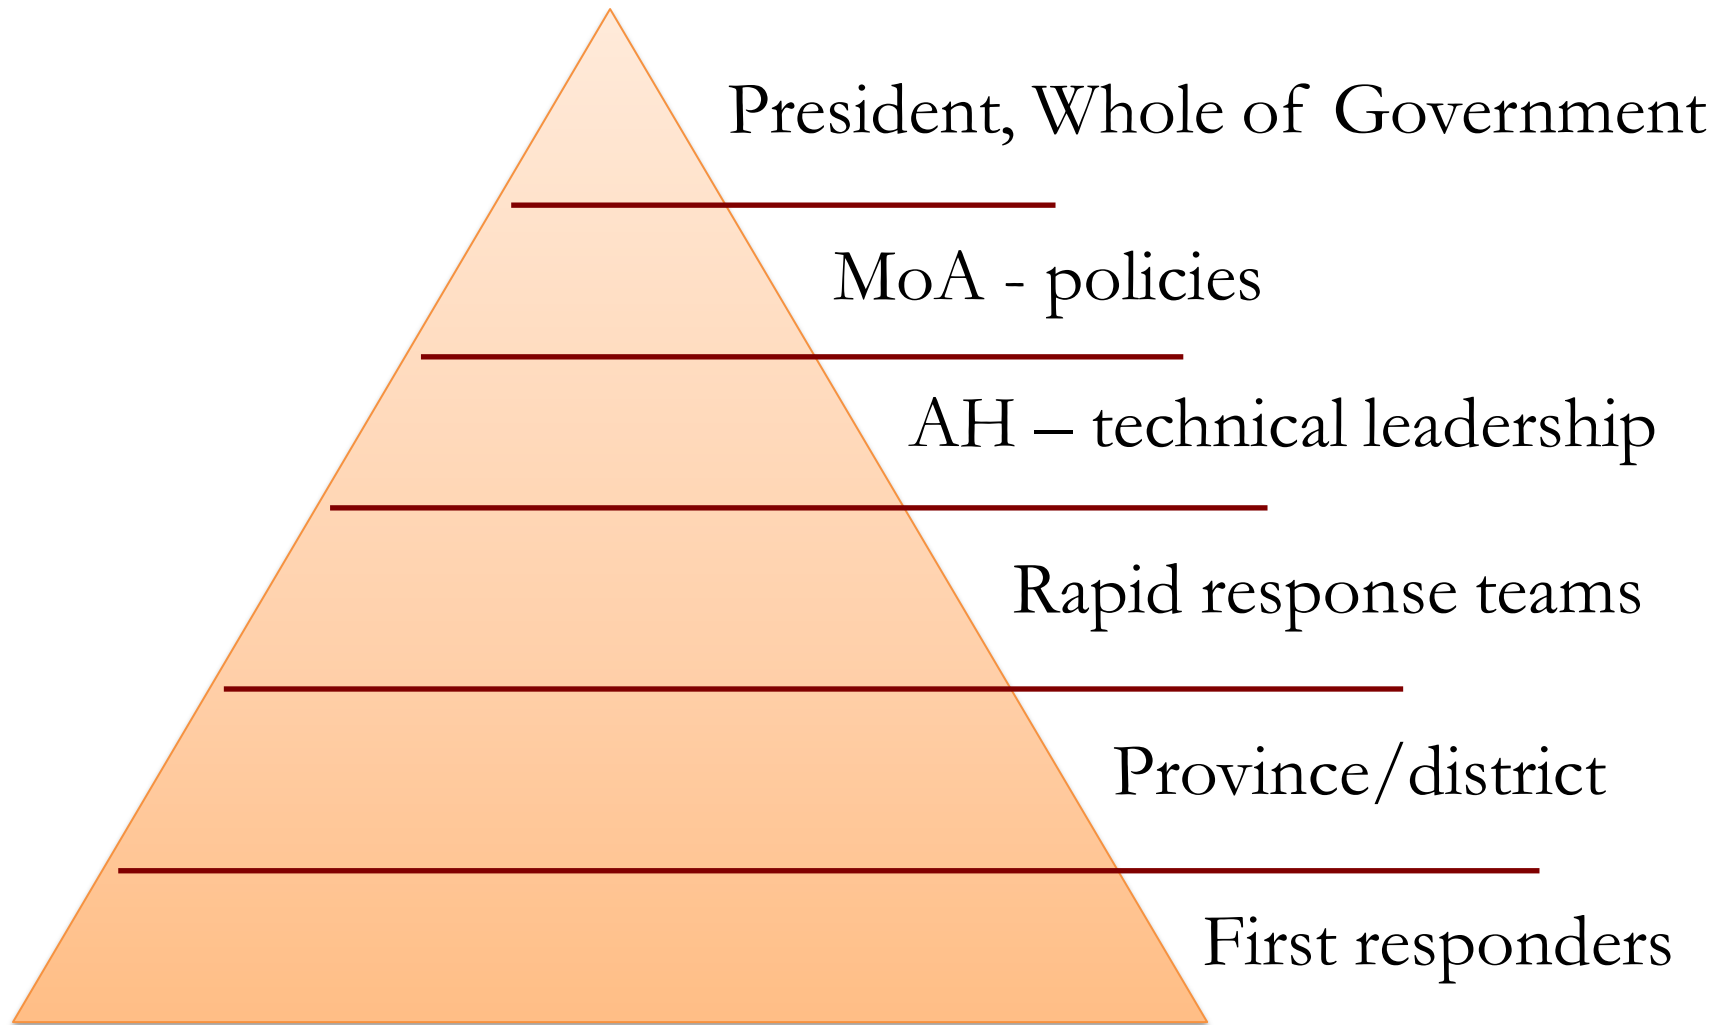 President, Whole of Government
MoA - policies
AH – technical leadership
Rapid response teams
Province/district
First responders